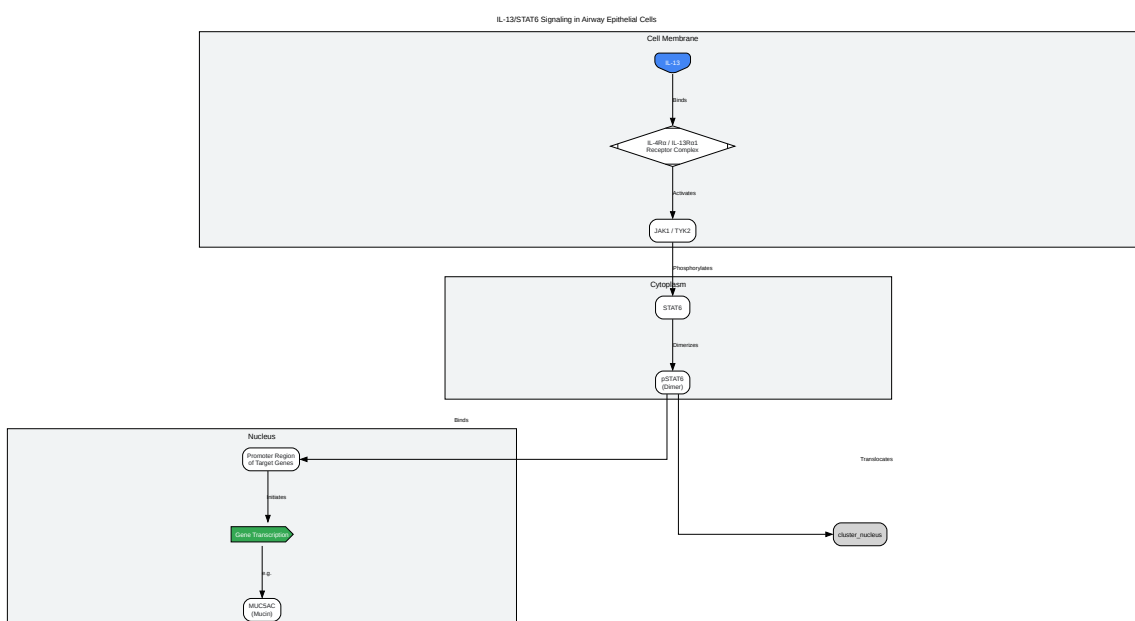 IL-13/STAT6 Signaling in Airway Epithelial Cells
Cell Membrane
IL-13
Binds
IL-4Rα / IL-13Rα1
Receptor Complex
Activates
JAK1 / TYK2
Phosphorylates
Cytoplasm
STAT6
Dimerizes
pSTAT6
(Dimer)
Binds
Nucleus
Promoter Region
of Target Genes
Translocates
Initiates
Gene Transcription
cluster_nucleus
e.g.
MUC5AC
(Mucin)